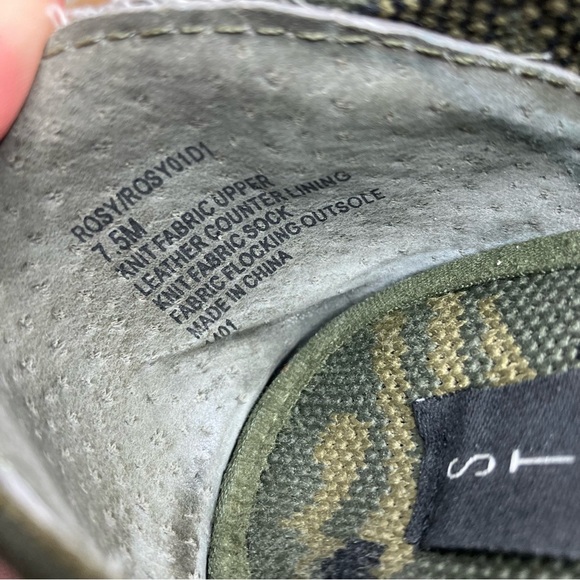 ROSY/ROSY01D1
7.5M
KNIT FABRIC UPPER
LEATHER COUNTER LINING
KNIT FABRIC SOCK
FABRIC FLOCKING OUTSOLE
MADE IN CHINA
ST